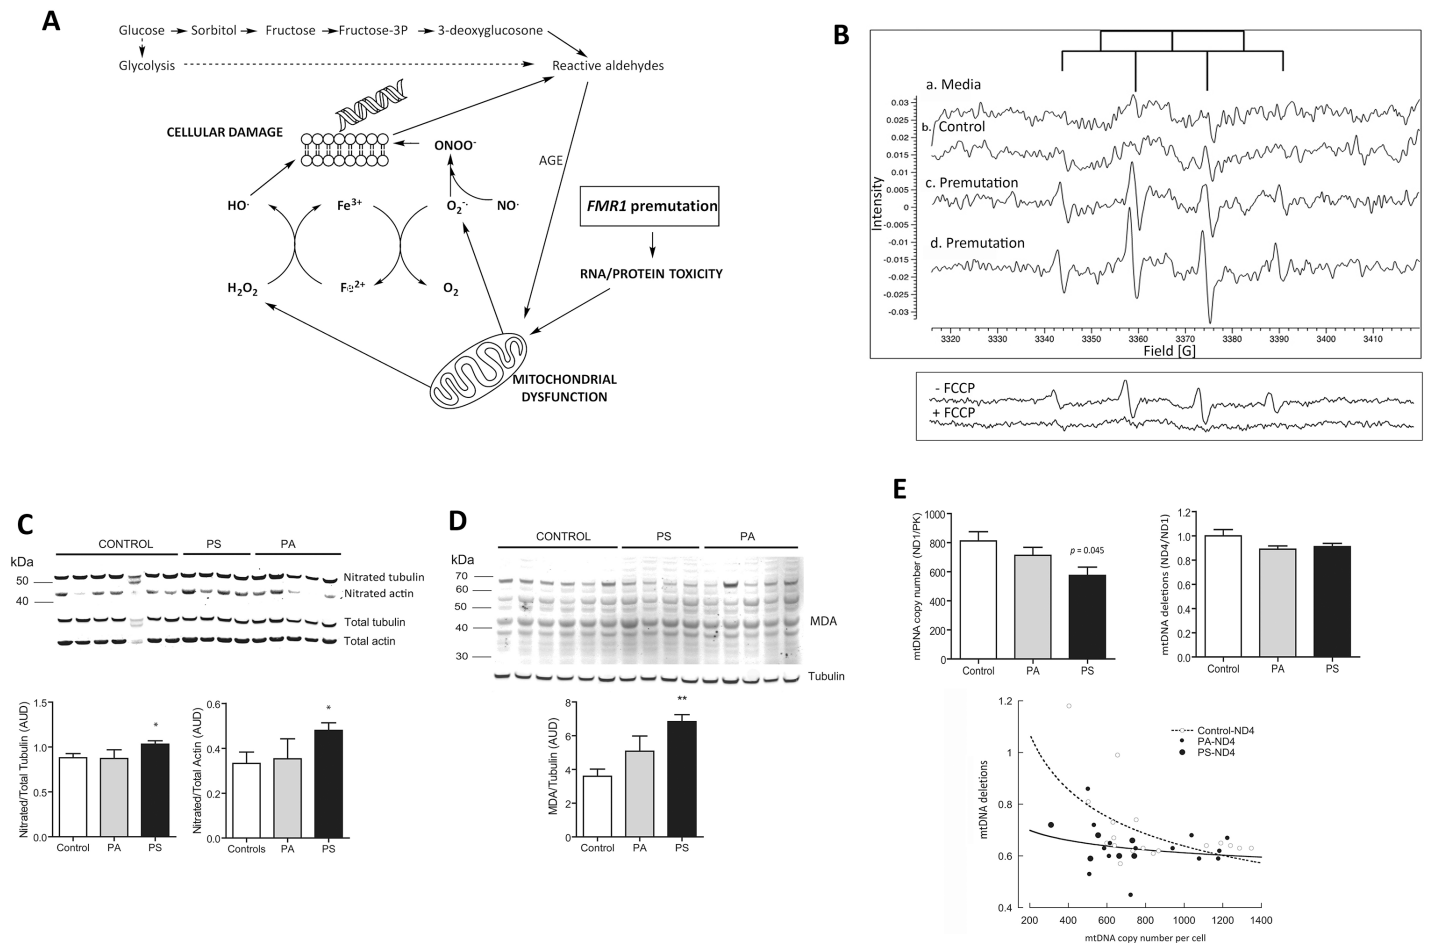 A
Glucose Sorbitol Fructose Fructose-3P 3-deoxyglucosone
Glycolysis Reactive aldehydes
CELLULAR DAMAGE
ONOO⁻
AGE
HO· Fe³⁺ O₂⁻· NO·
FMR1 premutation
RNA/PROTEIN TOXICITY
H₂O₂ Fe²⁺ O₂
MITOCHONDRIAL
DYSFUNCTION
B
a. Media
b. Control
c. Premutation
d. Premutation
Intensity
0.03
0.025
0.02
0.015
0.01
0.005
0
-0.005
-0.01
-0.015
-0.02
-0.025
-0.03
3320 3330 3340 3350 3360 3370 3380 3390 3400 3410
Field [G]
- FCCP
+ FCCP
C
CONTROL PS PA
kDa
50
40
Nitrated tubulin
Nitrated actin
Total tubulin
Total actin
Nitrated/Total Tubulin (AUD)
1.5
1.0
0.5
0.0
*
Control PA PS
Nitrated/Total Actin (AUD)
0.6
0.4
0.2
0.0
*
Controls PA PS
D
CONTROL PS PA
kDa
70
60
50
40
30
MDA
Tubulin
MDA/Tubulin (AUD)
8
6
4
2
0
**
Control PA PS
E
mtDNA copy number (ND1/PK)
1000
800
600
400
200
0
p = 0.045
Control PA PS
mtDNA deletions (ND4/ND1)
1.2
1.0
0.8
0.6
0.4
0.2
0.0
Control PA PS
mtDNA deletions
1.2
1
0.8
0.6
0.4
Control-ND4
PA-ND4
PS-ND4
200 400 600 800 1000 1200 1400
mtDNA copy number per cell